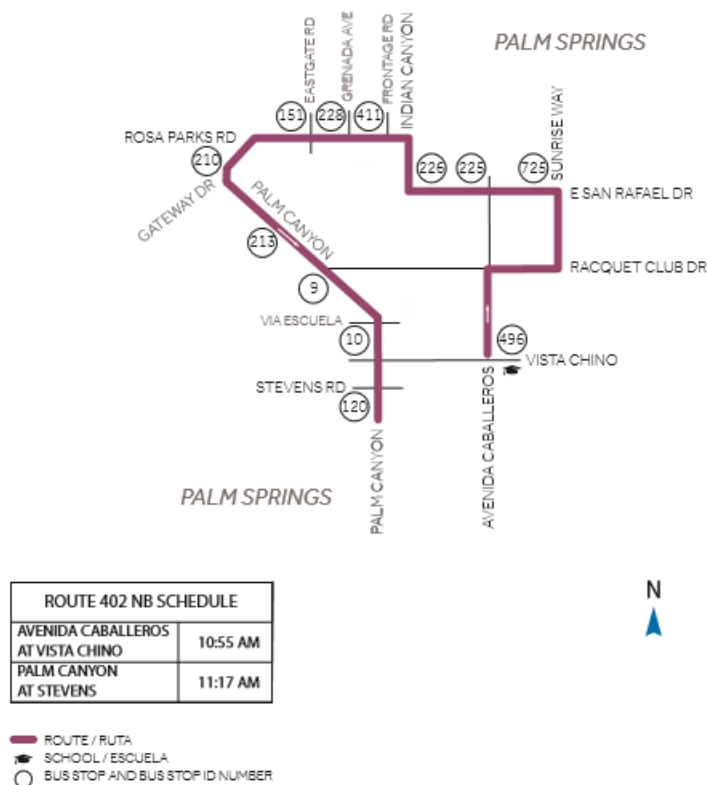 PALM SPRINGS
EASTGATE RD
GRENADA AVE
FRONTAGE RD
INDIAN CANYON
SUNRISE WAY
151
228
411
ROSA PARKS RD
210
226
225
725
E SAN RAFAEL DR
GATEWAY DR
PALM CANYON
213
9
RACQUET CLUB DR
VIA ESCUELA
10
496
VISTA CHINO
STEVENS RD
120
PALM CANYON
AVENIDA CABALLEROS
PALM SPRINGS
ROUTE 402 NB SCHEDULE
AVENIDA CABALLEROS
AT VISTA CHINO
10:55 AM
PALM CANYON
AT STEVENS
11:17 AM
N
ROUTE / RUTA
SCHOOL / ESCUELA
BUS STOP AND BUS STOP ID NUMBER